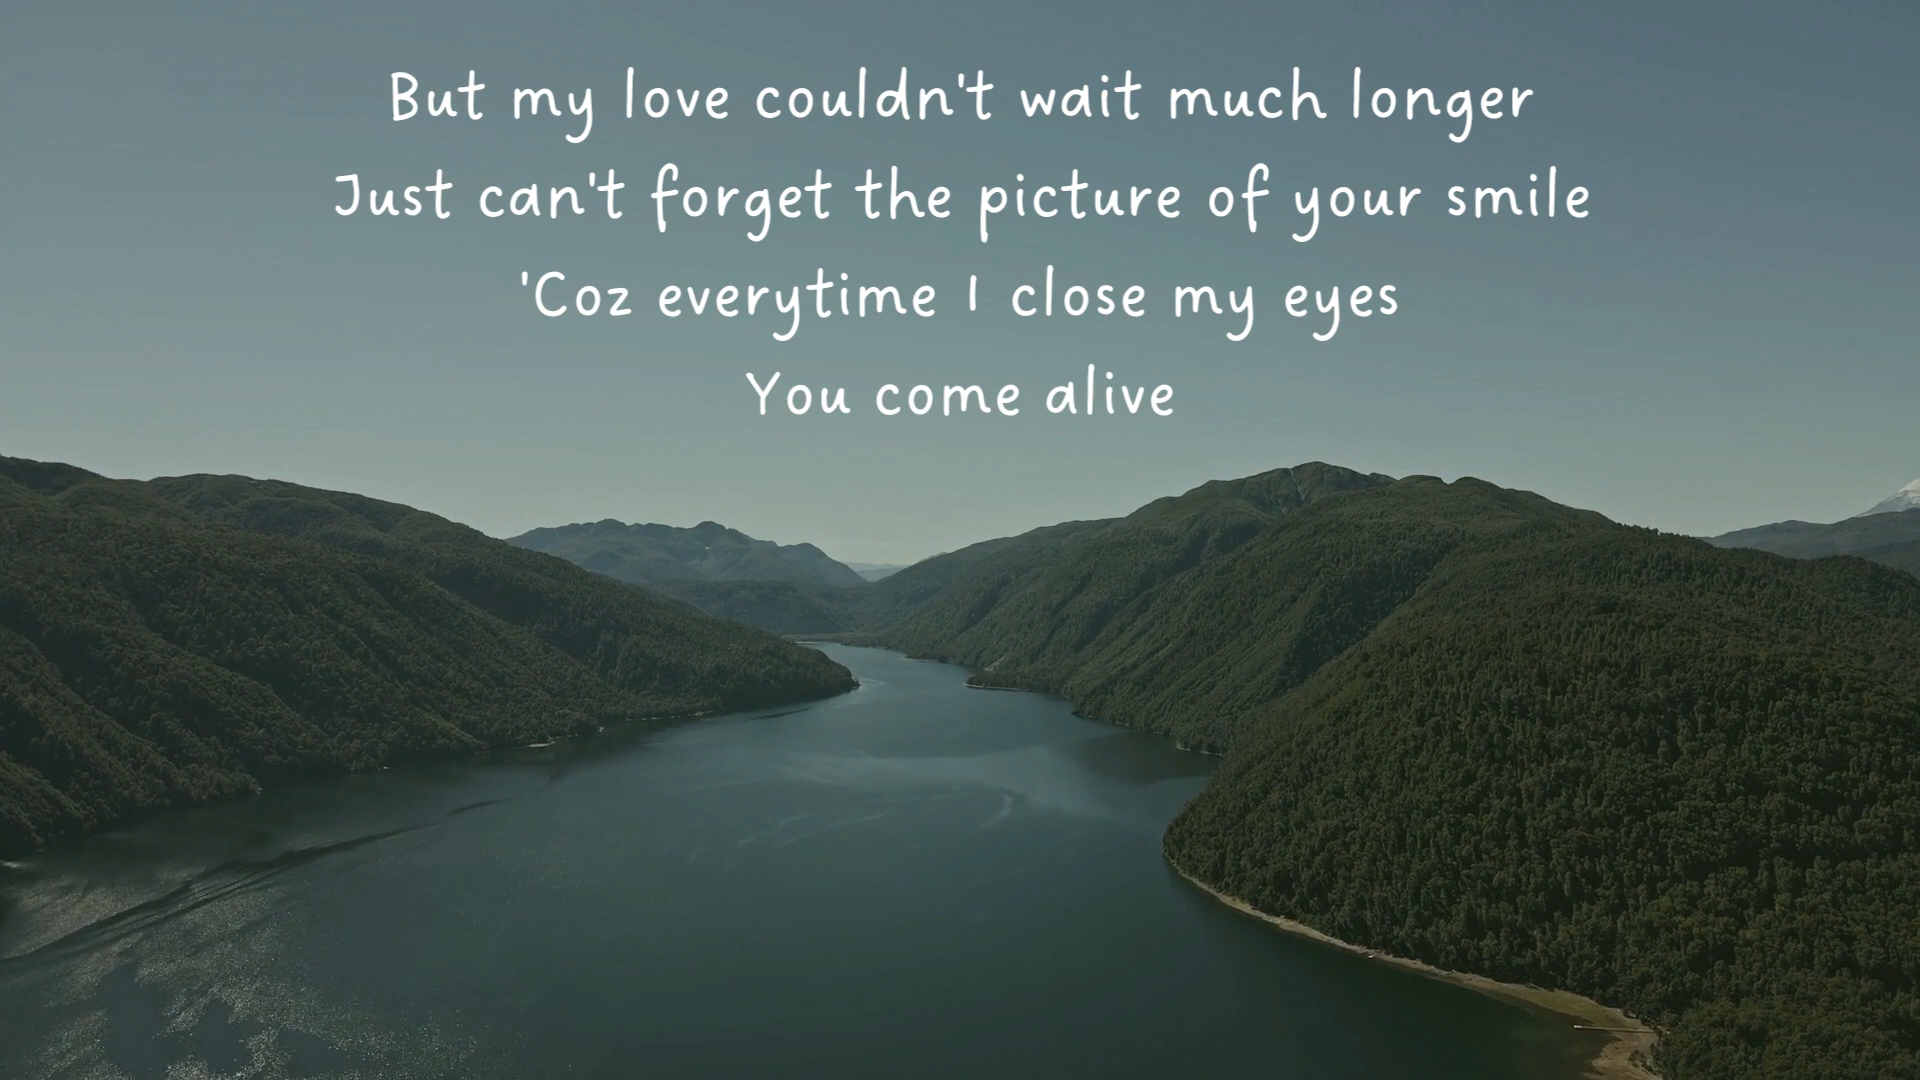 But my love couldn't wait much longer
Just can't forget the picture of your smile
'Coz everytime I close my eyes
You come alive